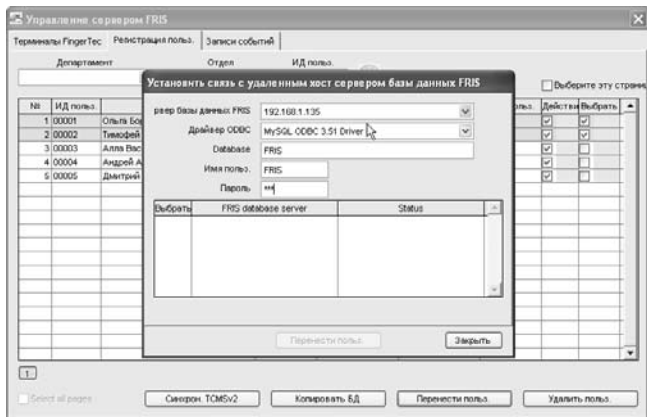 Управление сервером FRIS
Терминалы FingerTec Регистрация польз. Записи событий
Департамент Отдел ИД польз.
Выберите эту
Установить связь с удаленным хост сервером базы данных FRIS
рвер базы данных FRIS 192.168.1.135
Драйвер ODBC MySQL ODBC 3.51 Driver
Database FRIS
Имя польз. FRIS
Пароль ***
Выбрать FRIS database server Status
Перенести польз. Закрыть
№ ИД польз. Действи Выбрать
1 00001 Ольга
2 00002 Тимофей
3 00003 Алла Вас
4 00004 Андрей А
5 00005 Дмитрий
1
Select all pages Синхрон. TCMSv2 Копировать БД Перенести польз. Удалить польз.